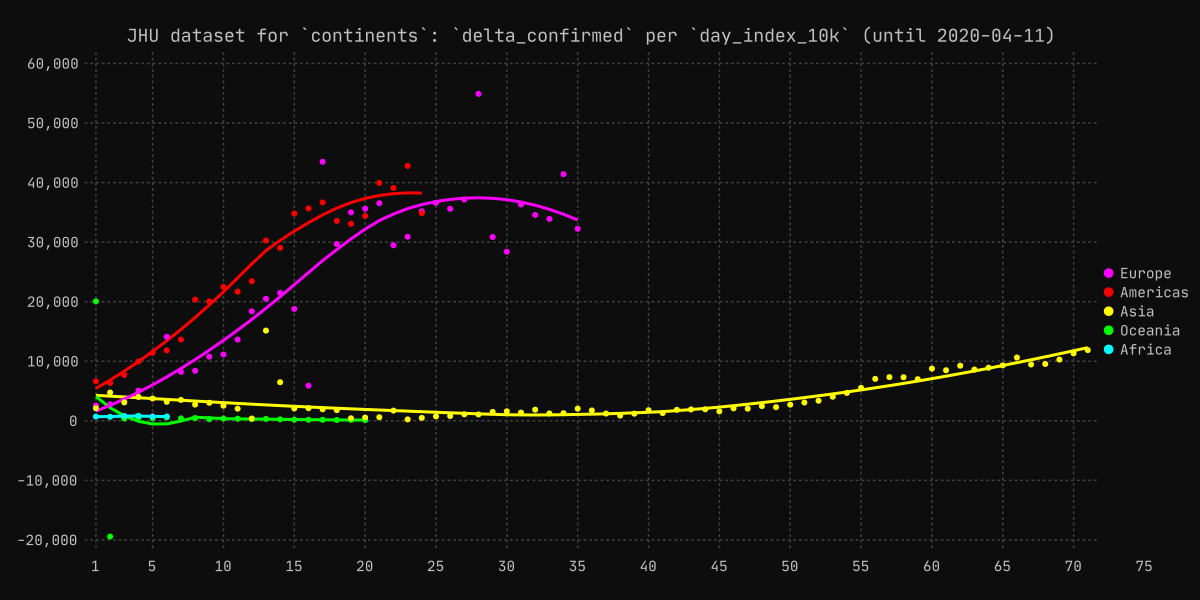 JHU dataset for `continents`: `delta_confirmed` per `day_index_10k` (until 2020-04-11)
60,000
50,000
40,000
30,000
20,000
10,000
0
-10,000
-20,000
1 5 10 15 20 25 30 35 40 45 50 55 60 65 70 75
Europe
Americas
Asia
Oceania
Africa